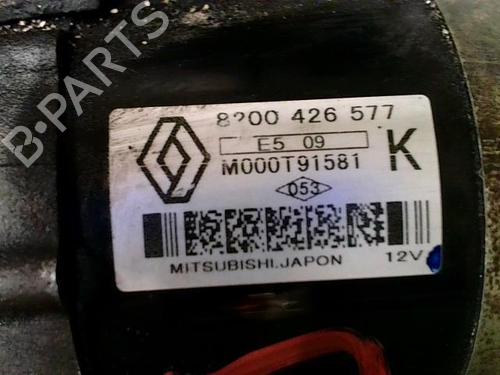 B-PARTS
8200 426 577
E5 09
M000T91581 K
053
MITSUBISHI.JAPON 12V